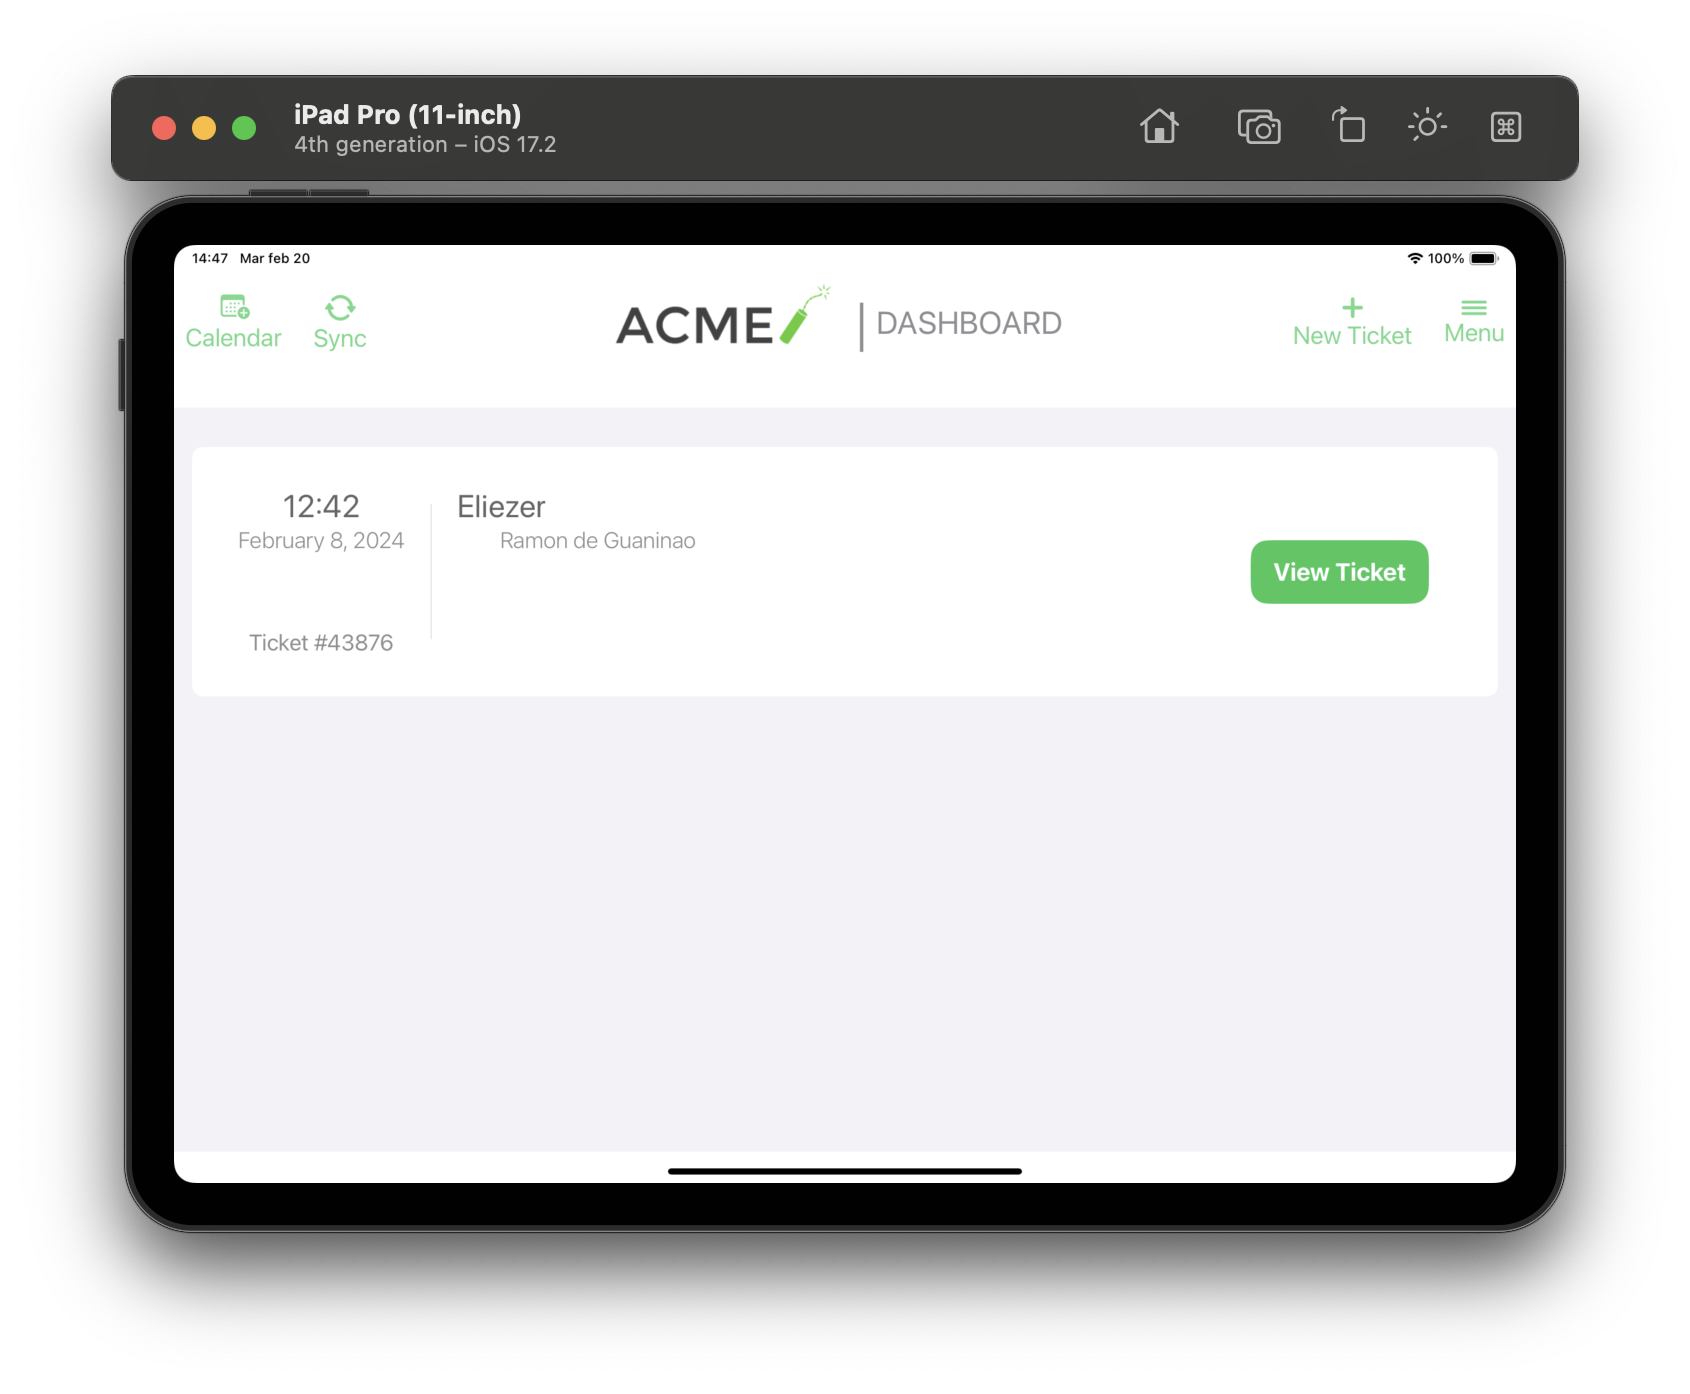 iPad Pro (11-inch)
4th generation – iOS 17.2
14:47 Mar feb 20
100%
Calendar
Sync
ACME
DASHBOARD
New Ticket
Menu
12:42
February 8, 2024
Ticket #43876
Eliezer
Ramon de Guaninao
View Ticket